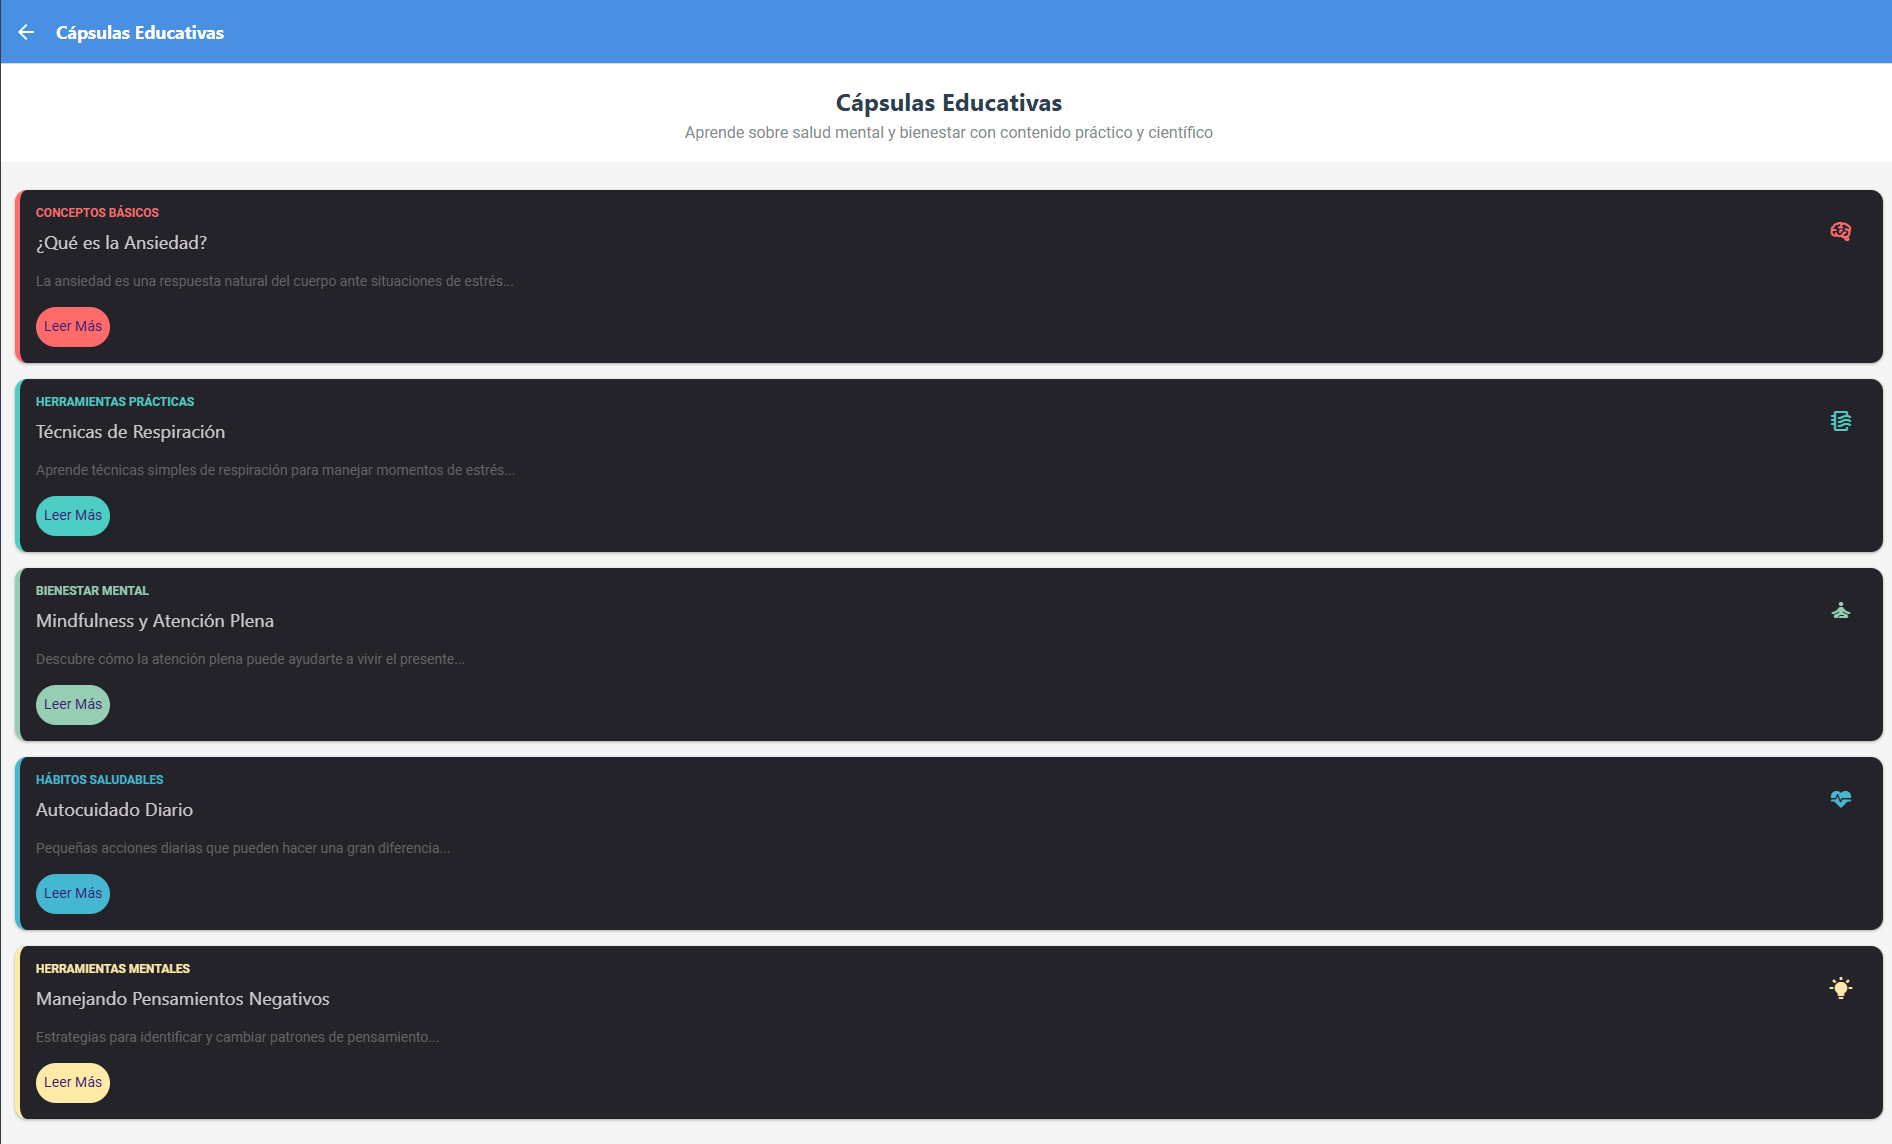 Cápsulas Educativas
Cápsulas Educativas
Aprende sobre salud mental y bienestar con contenido práctico y científico
CONCEPTOS BÁSICOS
¿Qué es la Ansiedad?
La ansiedad es una respuesta natural del cuerpo ante situaciones de estrés...
Leer Más
HERRAMIENTAS PRÁCTICAS
Técnicas de Respiración
Aprende técnicas simples de respiración para manejar momentos de estrés...
Leer Más
BIENESTAR MENTAL
Mindfulness y Atención Plena
Descubre cómo la atención plena puede ayudarte a vivir el presente...
Leer Más
HÁBITOS SALUDABLES
Autocuidado Diario
Pequeñas acciones diarias que pueden hacer una gran diferencia...
Leer Más
HERRAMIENTAS MENTALES
Manejando Pensamientos Negativos
Estrategias para identificar y cambiar patrones de pensamiento...
Leer Más